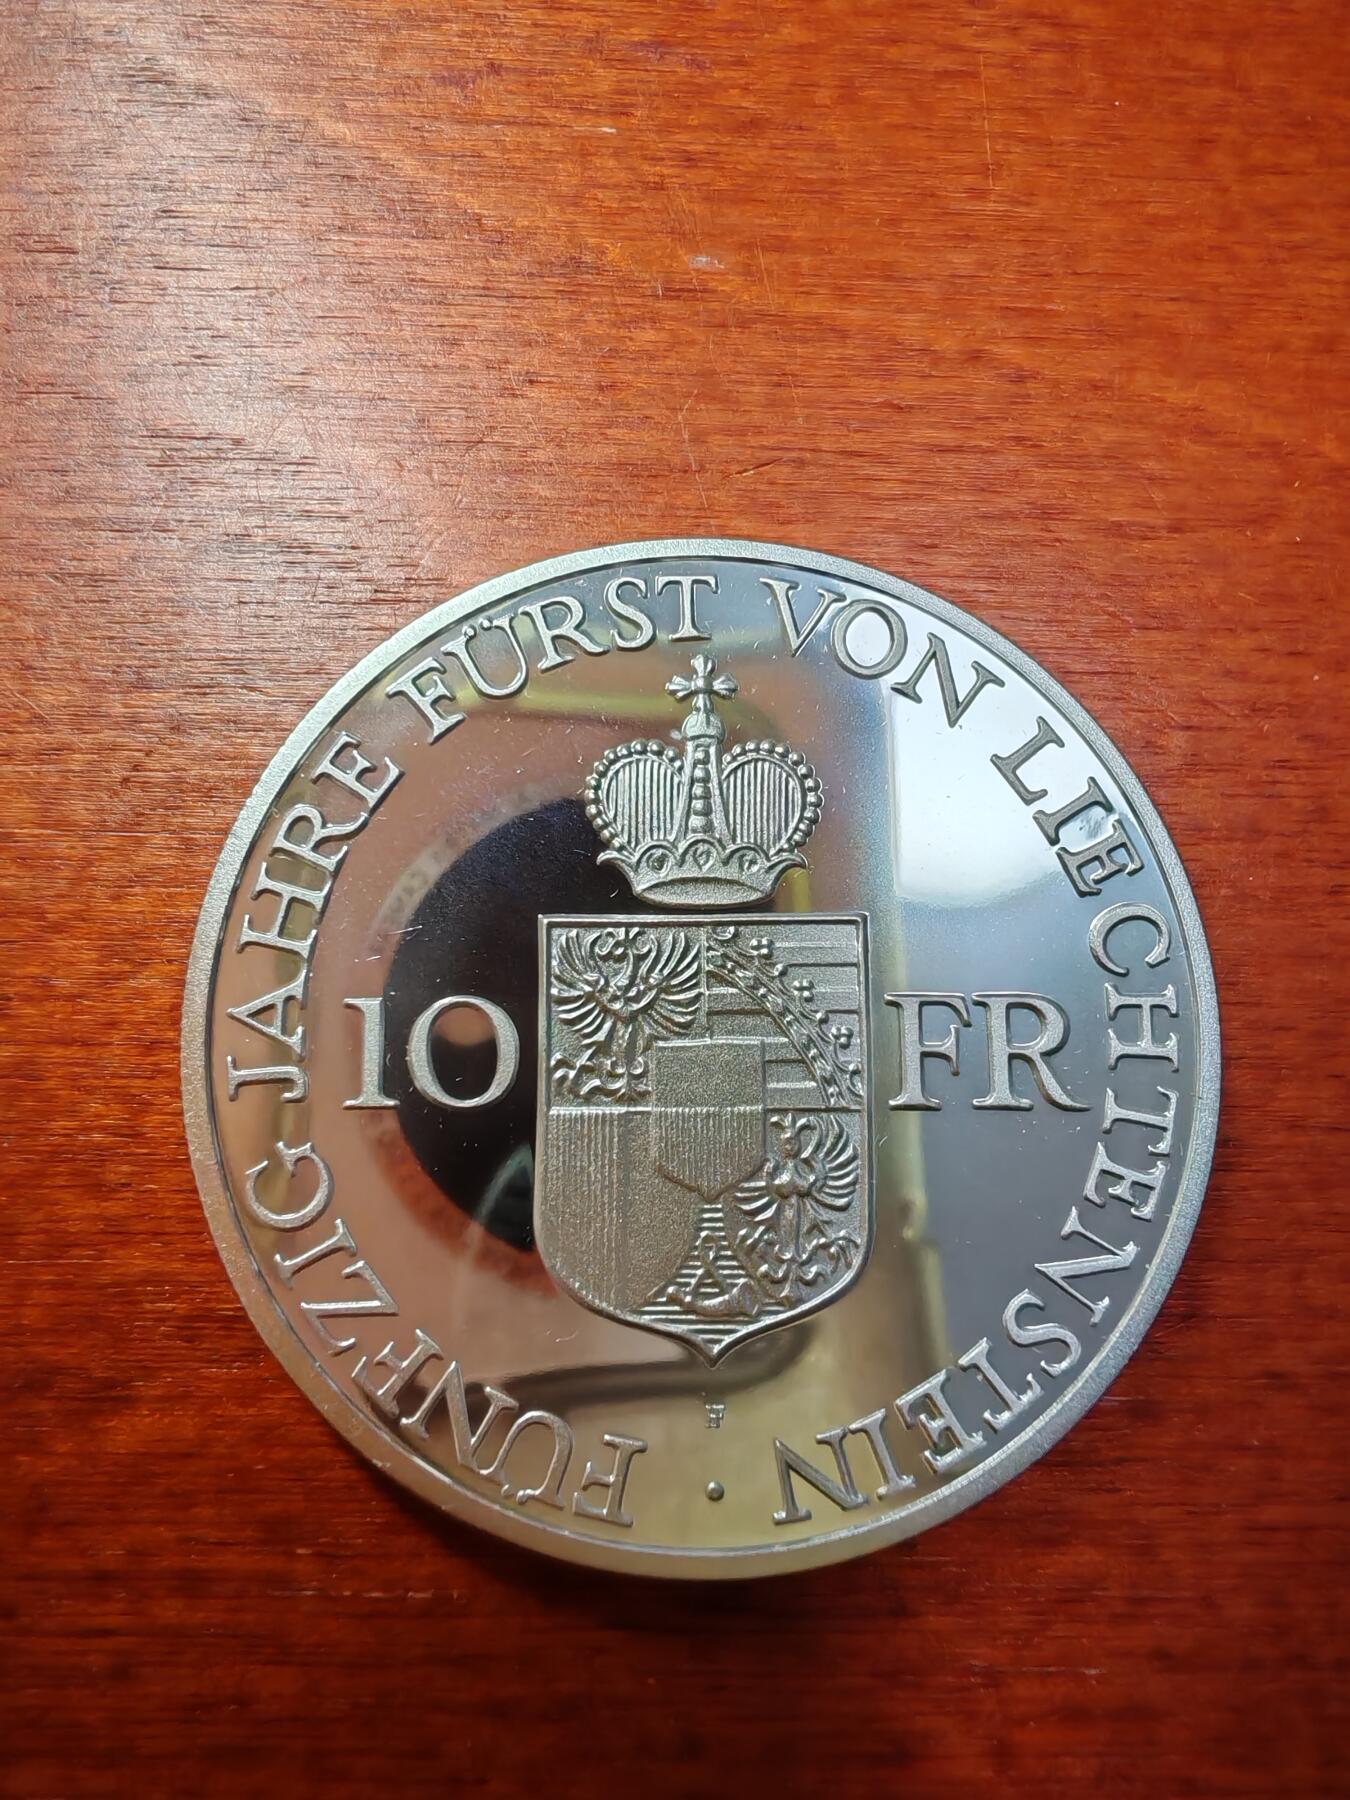 FÜNFZIG JAHRE FÜRST VON LIECHTENSTEIN ·
10 FR